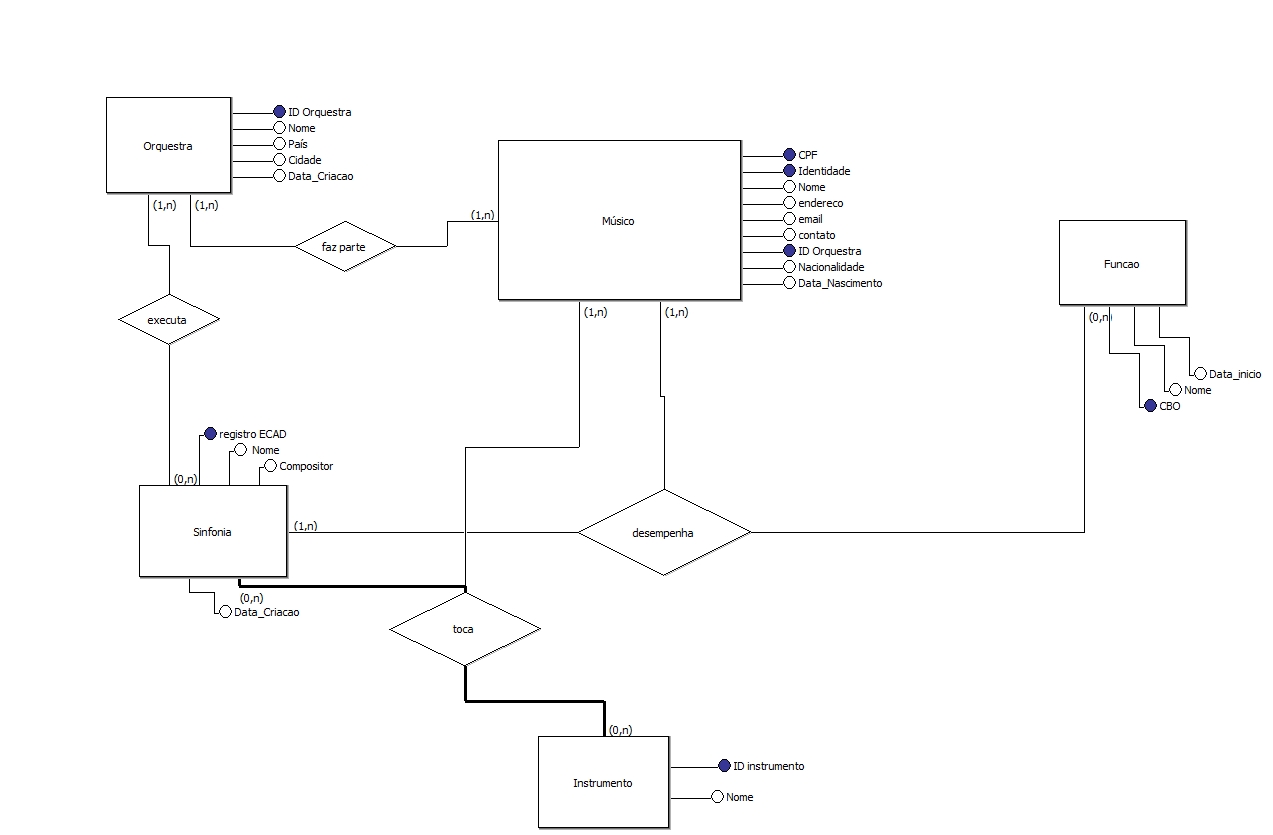 Orquestra
ID Orquestra
Nome
País
Cidade
Data_Criacao
(1,n)
(1,n)
faz parte
(1,n)
Músico
CPF
Identidade
Nome
endereco
email
contato
ID Orquestra
Nacionalidade
Data_Nascimento
Funcao
(0,n)
Data_inicio
Nome
CBO
executa
(1,n)
(1,n)
registro ECAD
Nome
Compositor
(0,n)
Sinfonia
(1,n)
desempenha
(0,n)
Data_Criacao
toca
(0,n)
Instrumento
ID instrumento
Nome